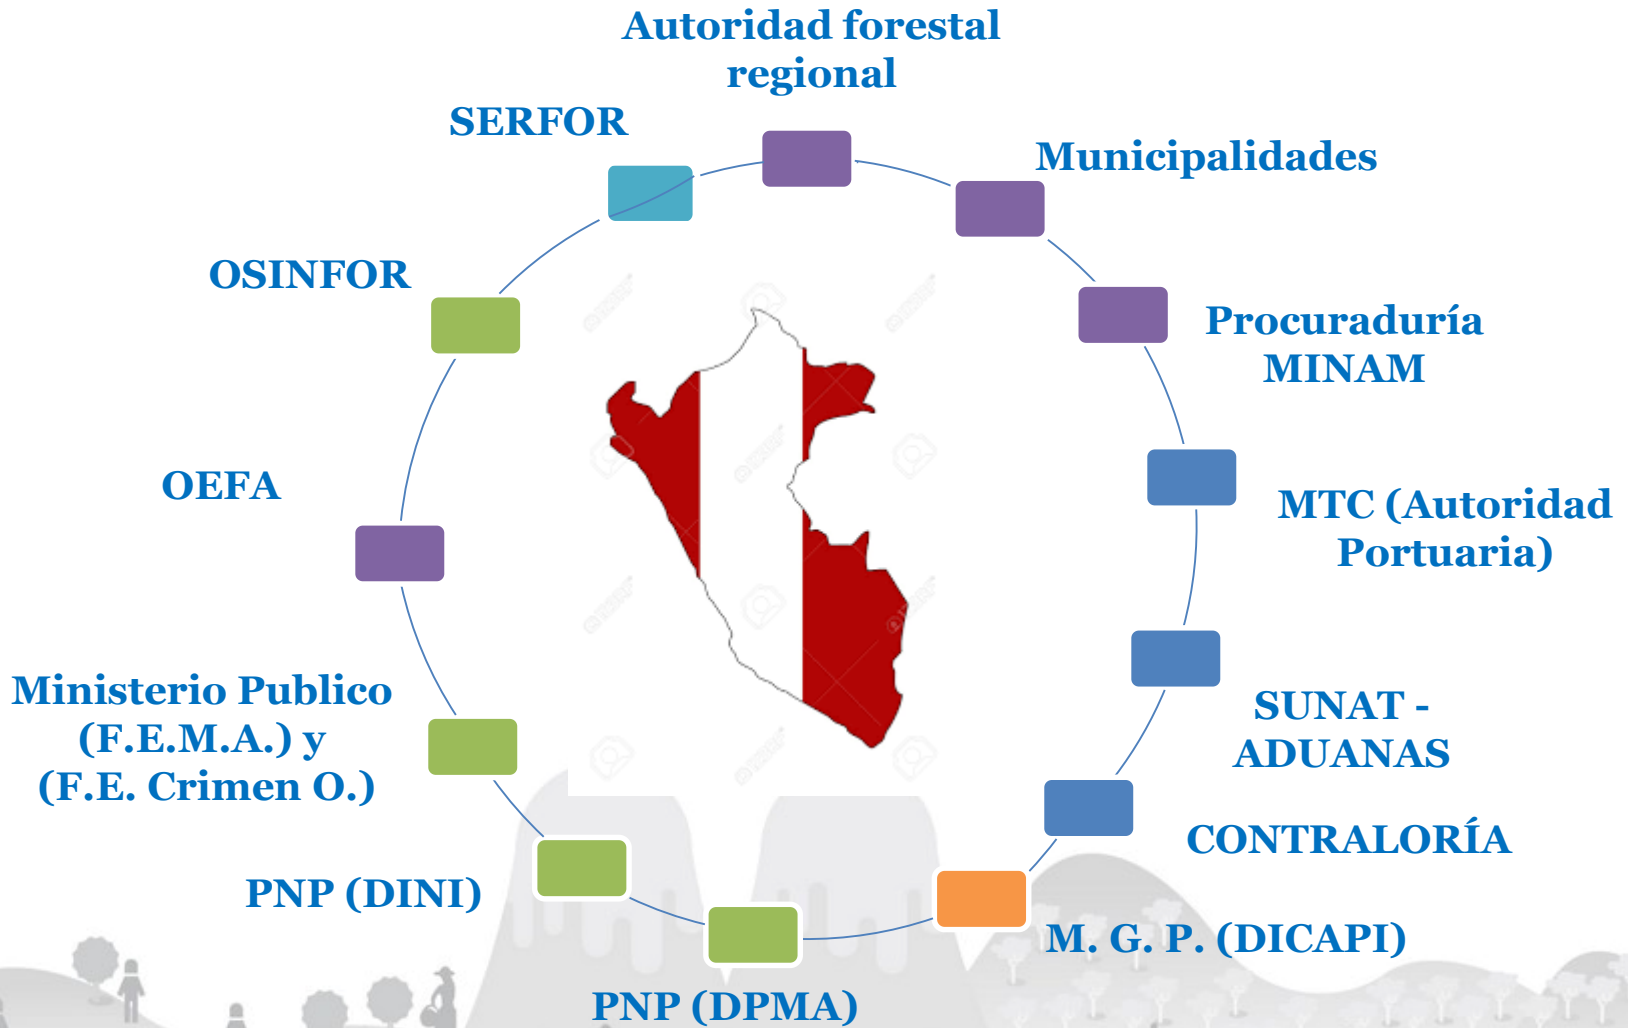 Autoridad forestal
regional
SERFOR
Municipalidades
OSINFOR
Procuraduría
MINAM
OEFA
MTC (Autoridad
Portuaria)
Ministerio Publico
(F.E.M.A.) y
(F.E. Crimen O.)
SUNAT -
ADUANAS
CONTRALORÍA
PNP (DINI)
M. G. P. (DICAPI)
PNP (DPMA)